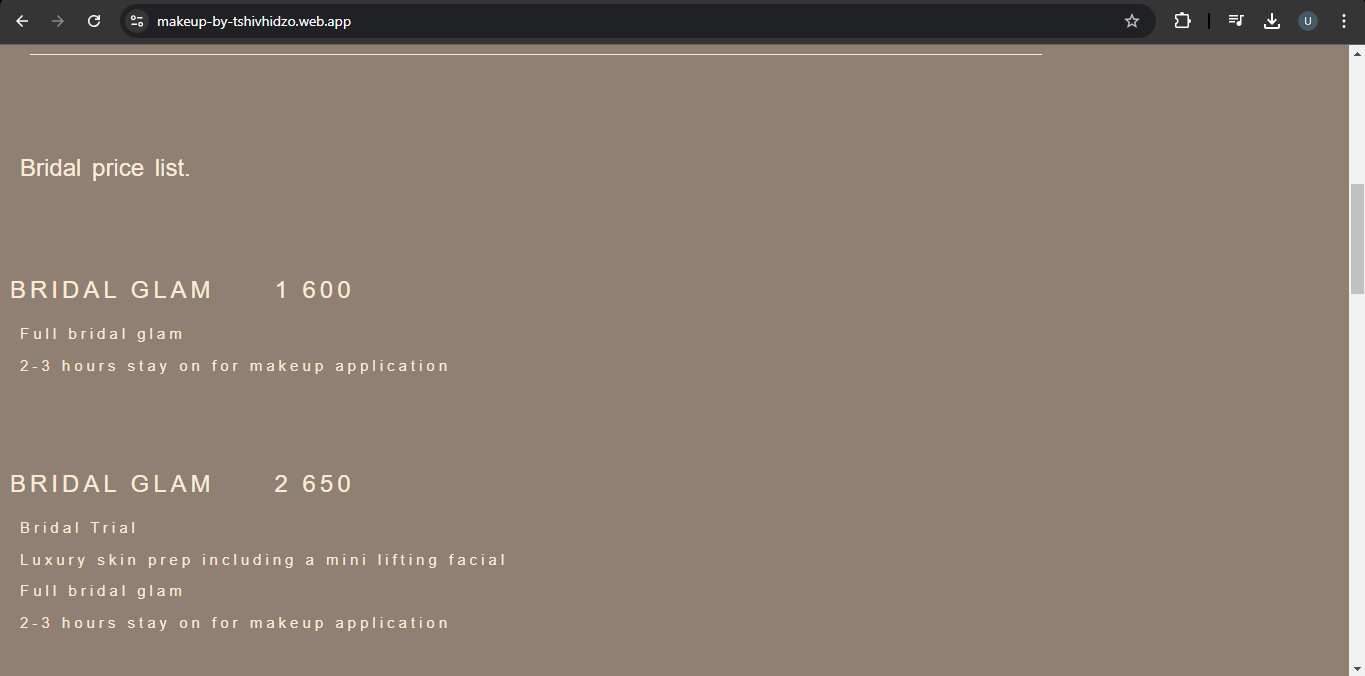 makeup-by-tshivhidzo.web.app
U
Bridal price list.
BRIDAL GLAM 1 600
Full bridal glam
2-3 hours stay on for makeup application
BRIDAL GLAM 2 650
Bridal Trial
Luxury skin prep including a mini lifting facial
Full bridal glam
2-3 hours stay on for makeup application